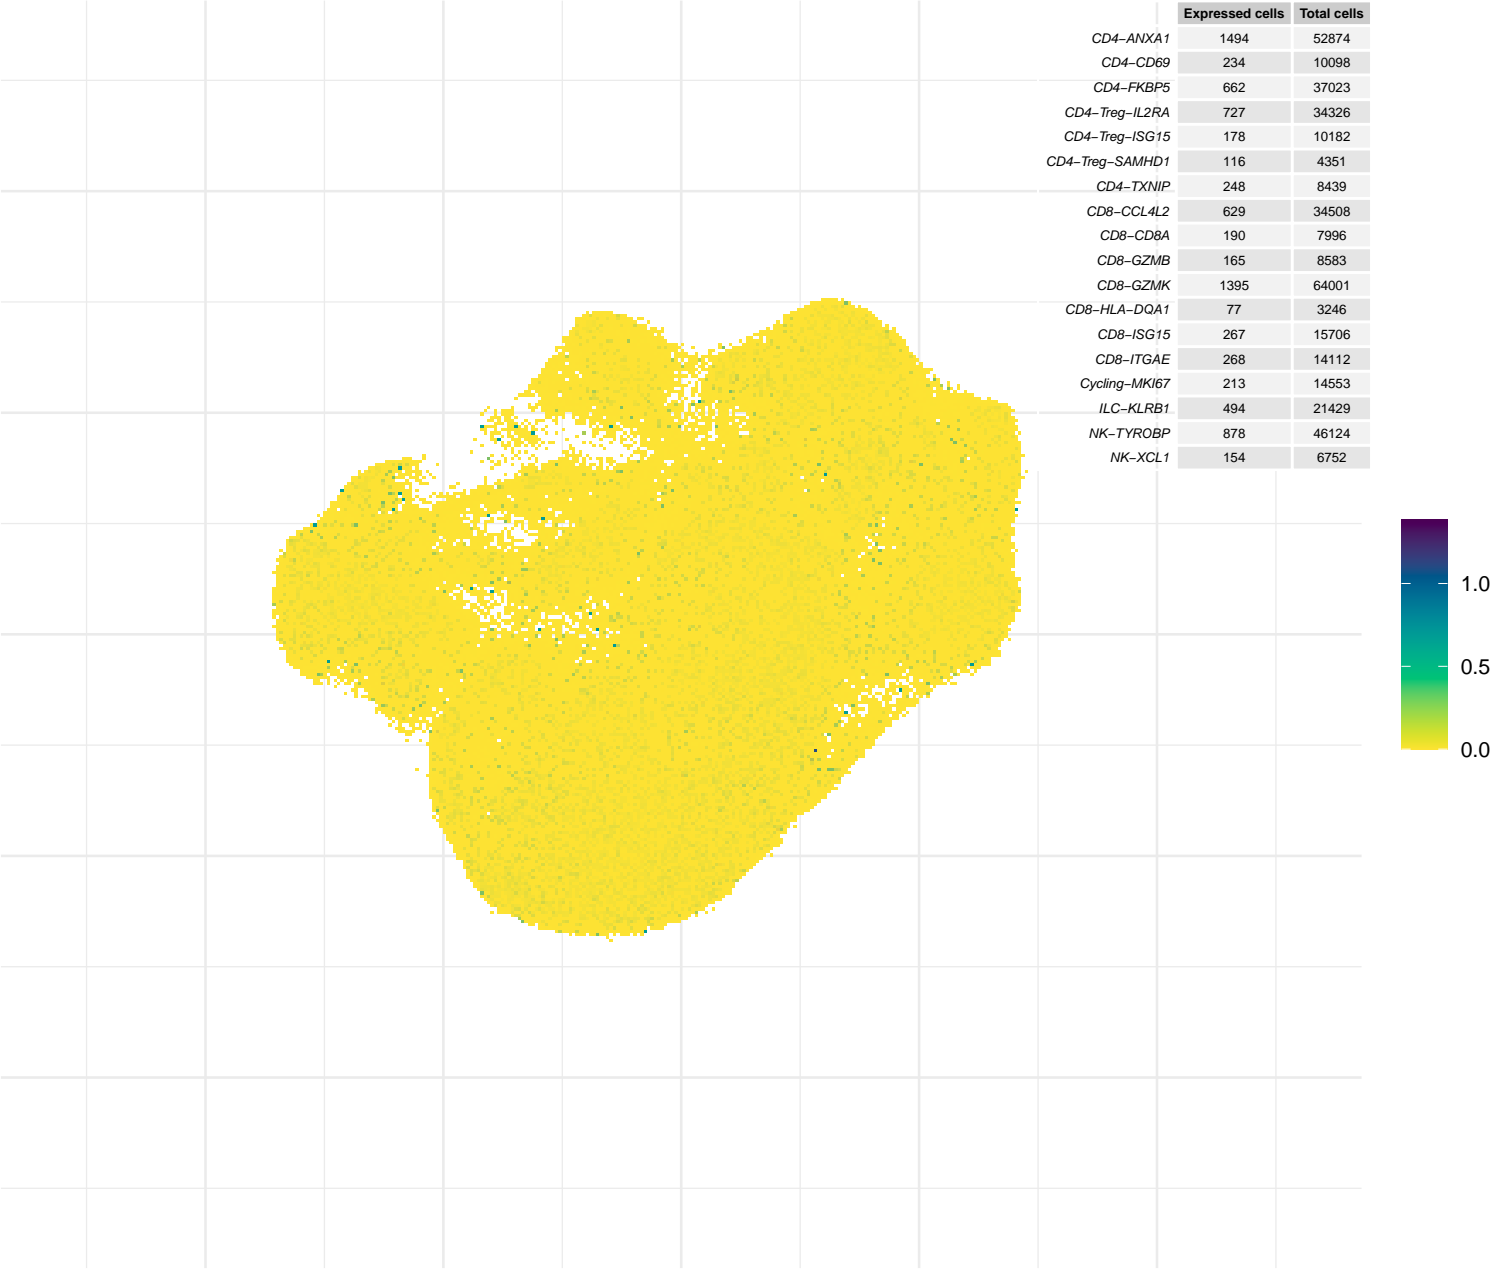 Expressed cells Total cells
CD4−ANXA1 1494 52874
CD4−CD69 234 10098
CD4−FKBP5 662 37023
CD4−Treg−IL2RA 727 34326
CD4−Treg−ISG15 178 10182
CD4−Treg−SAMHD1 116 4351
CD4−TXNIP 248 8439
CD8−CCL4L2 629 34508
CD8−CD8A 190 7996
CD8−GZMB 165 8583
CD8−GZMK 1395 64001
CD8−HLA−DQA1 77 3246
CD8−ISG15 267 15706
CD8−ITGAE 268 14112
Cycling−MKI67 213 14553
ILC−KLRB1 494 21429
NK−TYROBP 878 46124
NK−XCL1 154 6752
1.0
0.5
0.0